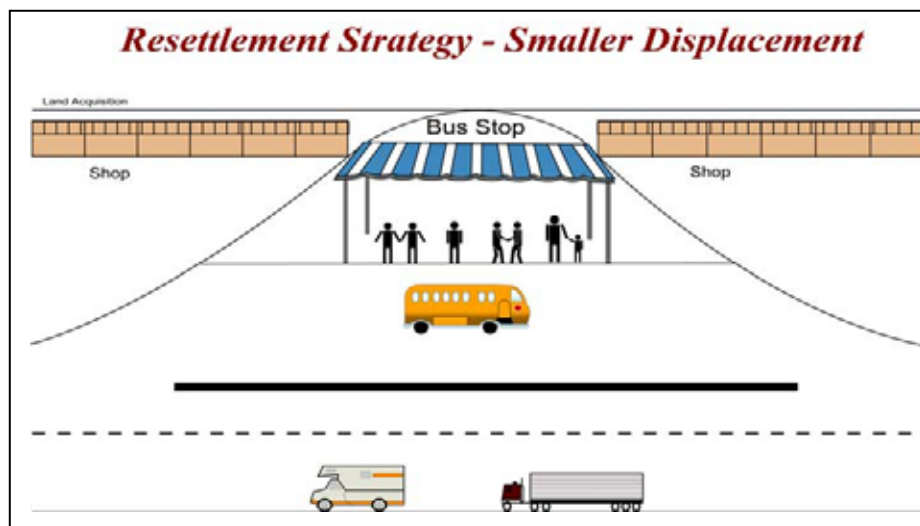 Resettlement Strategy - Smaller Displacement
Land Acquisition
Bus Stop
Shop
Shop